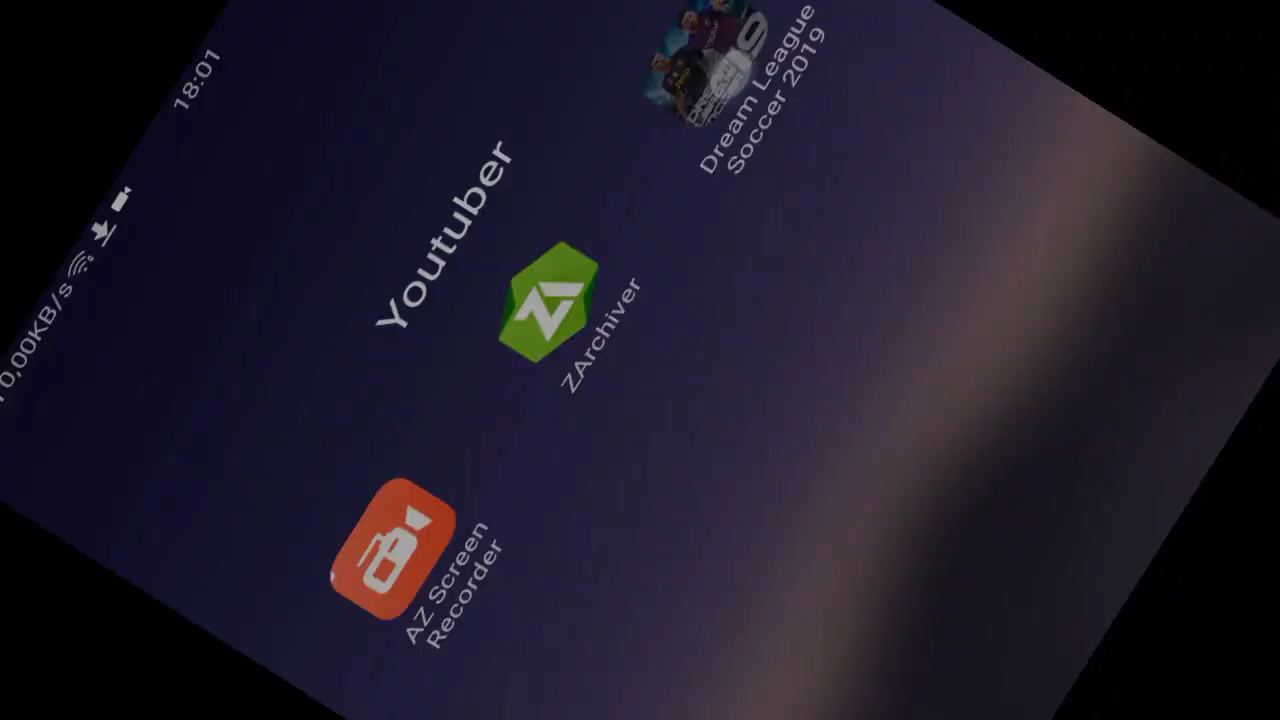 0,00KB/s
18:01
Youtuber
AZ Screen
Recorder
ZArchiver
Dream League
Soccer 2019